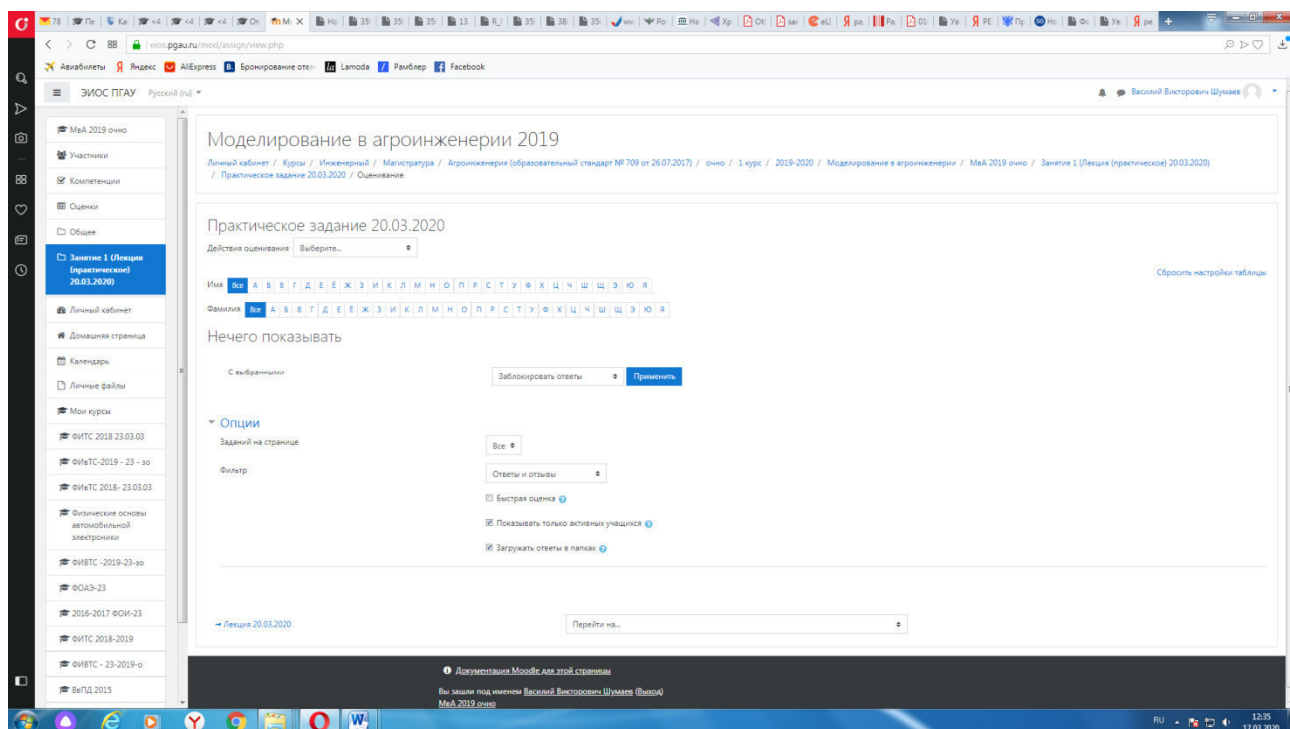 78
eios.pgau.ru/mod/assign/view.php
Авиабилеты Яндекс AliExpress Бронирование отел Lamoda Рамблер Facebook
ЭИОС ПГАУ Русский (ru)
Василий Викторович Шумаев
МвА 2019 очно
Участники
Компетенции
Оценки
Общее
Занятие 1 (Лекция
(практическое)
20.03.2020)
Личный кабинет
Домашняя страница
Календарь
Личные файлы
Мои курсы
ФИТС 2018 23.03.03
ФИвТС-2019 - 23 - зо
ФИвТС 2018- 23.03.03
Физические основы
автомобильной
электроники
ФИВТС -2019-23-зо
ФОАЭ-23
2016-2017 ФОИ-23
ФИТС 2018-2019
ФИВТС - 23-2019-о
ВеПД 2015
Моделирование в агроинженерии 2019
Личный кабинет / Курсы / Инженерный / Магистратура / Агроинженерия (образовательный стандарт № 709 от 26.07.2017) / очно / 1 курс / 2019-2020 / Моделирование в агроинженерии / МвА 2019 очно / Занятие 1 (Лекция (практическое) 20.03.2020)
/ Практическое задание 20.03.2020 / Оценивание
Практическое задание 20.03.2020
Действия оценивания Выберите...
Сбросить настройки таблицы
Имя Все А Б В Г Д Е Ё Ж З И К Л М Н О П Р С Т У Ф Х Ц Ч Ш Щ Э Ю Я
Фамилия Все А Б В Г Д Е Ё Ж З И К Л М Н О П Р С Т У Ф Х Ц Ч Ш Щ Э Ю Я
Нечего показывать
С выбранными Заблокировать ответы Применить
Опции
Заданий на странице Все
Фильтр Ответы и отзывы
Быстрая оценка
Показывать только активных учащихся
Загружать ответы в папках
Лекция 20.03.2020 Перейти на...
Документация Moodle для этой страницы
Вы зашли под именем Василий Викторович Шумаев (Выход)
МвА 2019 очно
RU 12:35
17.03.2020